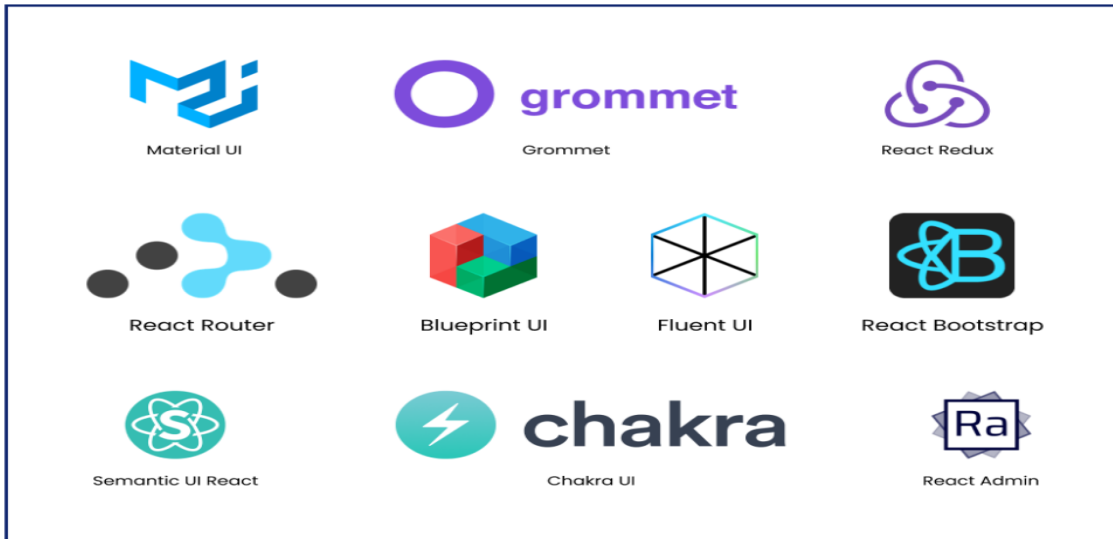 grommet
Material UI
Grommet
React Redux
B
React Router
Blueprint UI
Fluent UI
React Bootstrap
S
chakra
Ra
Semantic UI React
Chakra UI
React Admin